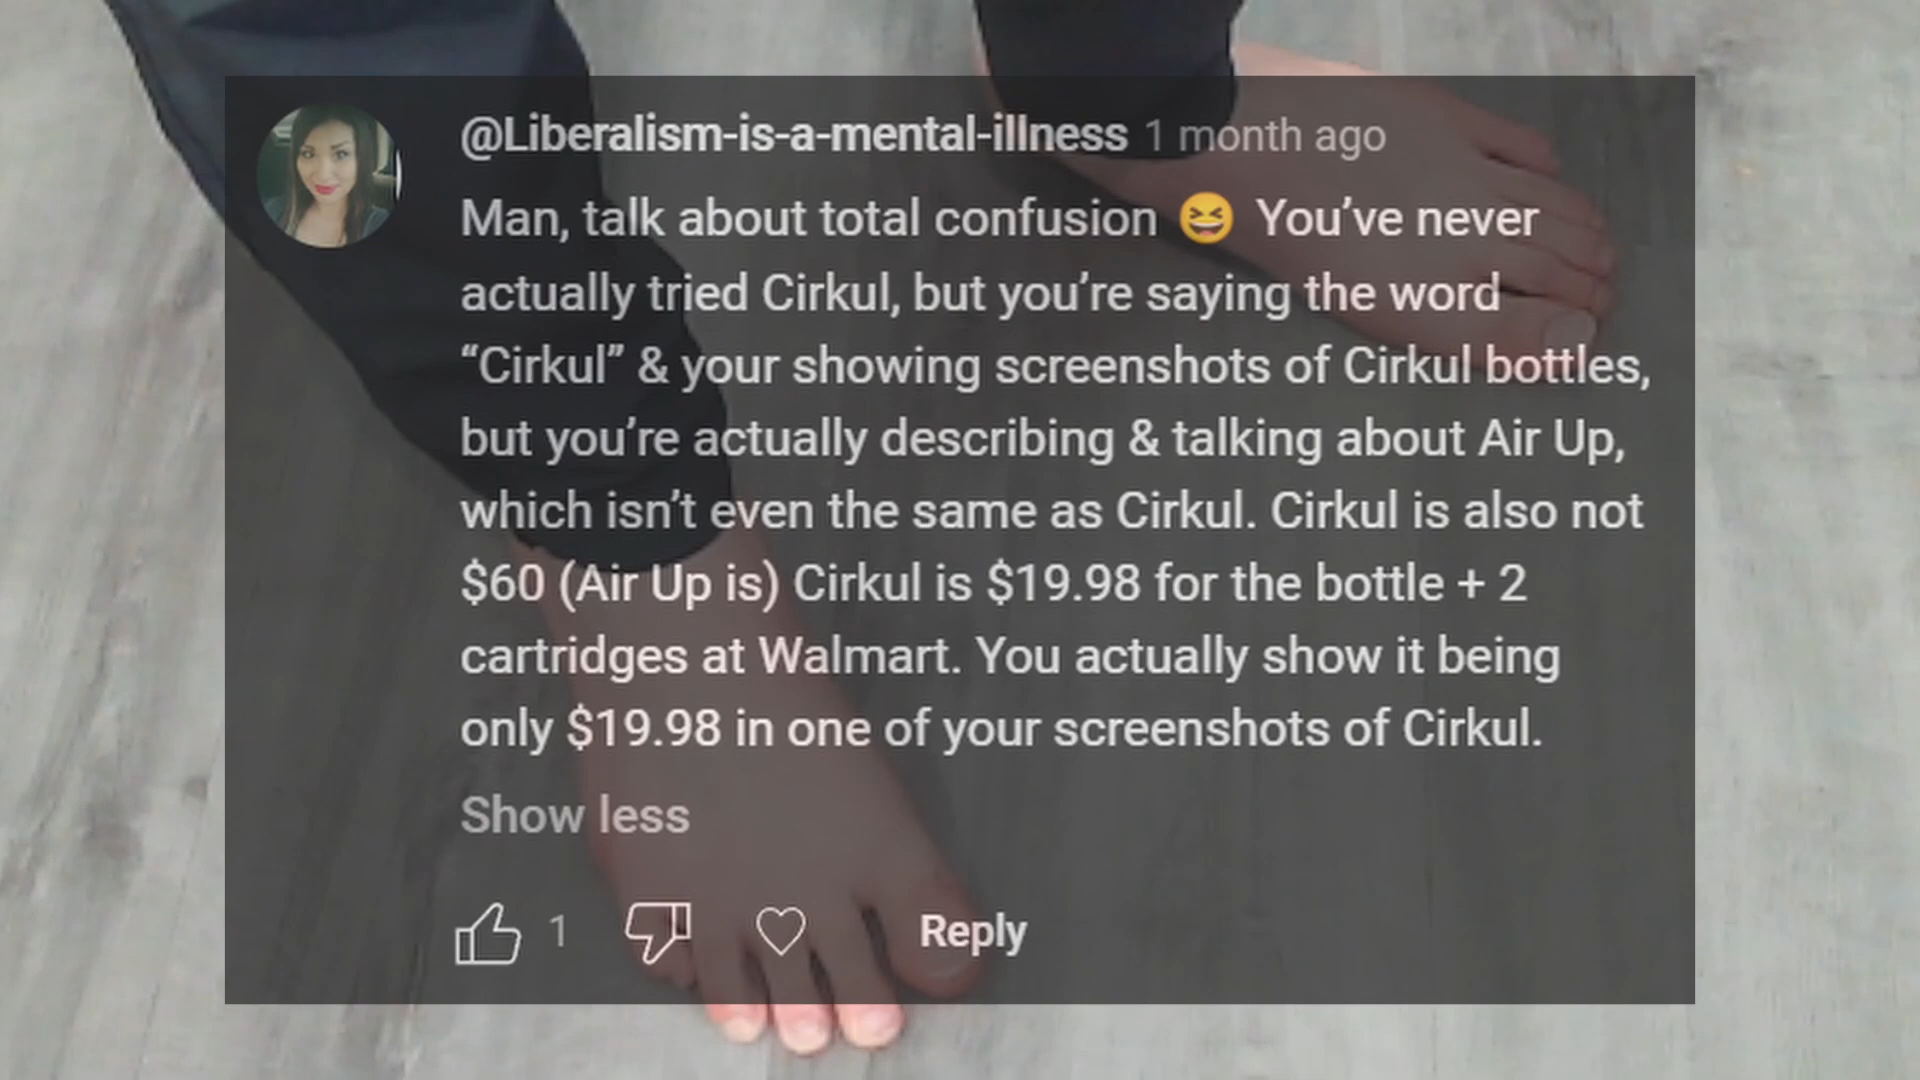 @Liberalism-is-a-mental-illness 1 month ago
Man, talk about total confusion 😆 You’ve never
actually tried Cirkul, but you’re saying the word
“Cirkul” & your showing screenshots of Cirkul bottles,
but you’re actually describing & talking about Air Up,
which isn’t even the same as Cirkul. Cirkul is also not
$60 (Air Up is) Cirkul is $19.98 for the bottle + 2
cartridges at Walmart. You actually show it being
only $19.98 in one of your screenshots of Cirkul.
Show less
1 Reply